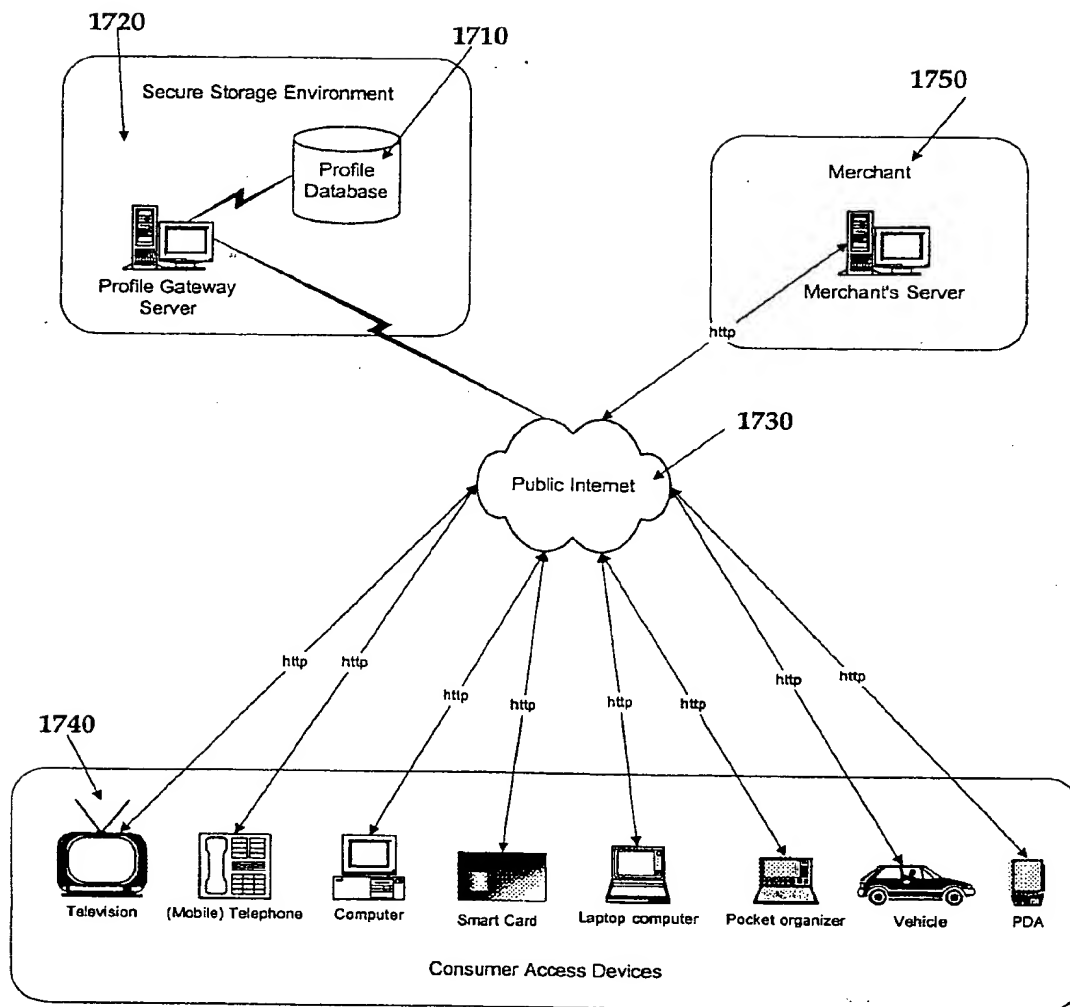 1720
1710
Secure Storage Environment
Profile
Database
Profile Gateway
Server
1750
Merchant
Merchant's Server
http
1730
Public Internet
http
http
http
http
http
http
http
http
1740
Television
(Mobile) Telephone
Computer
Smart Card
Laptop computer
Pocket organizer
Vehicle
PDA
Consumer Access Devices